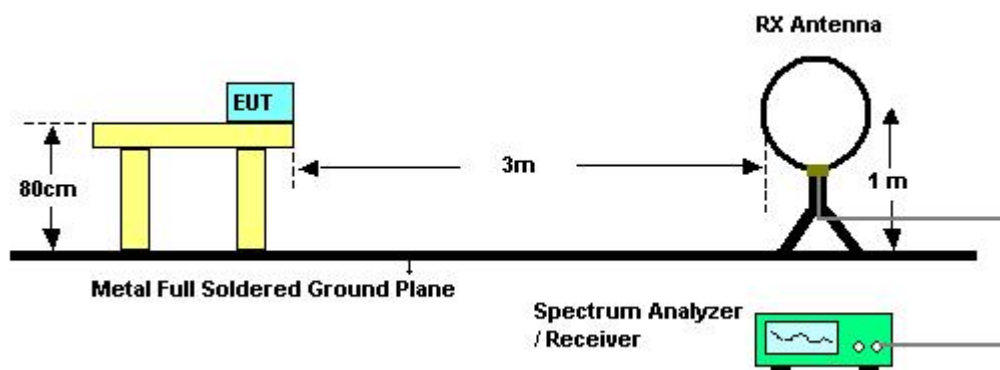 RX Antenna
EUT
80cm
3m
1 m
Metal Full Soldered Ground Plane
Spectrum Analyzer
/ Receiver